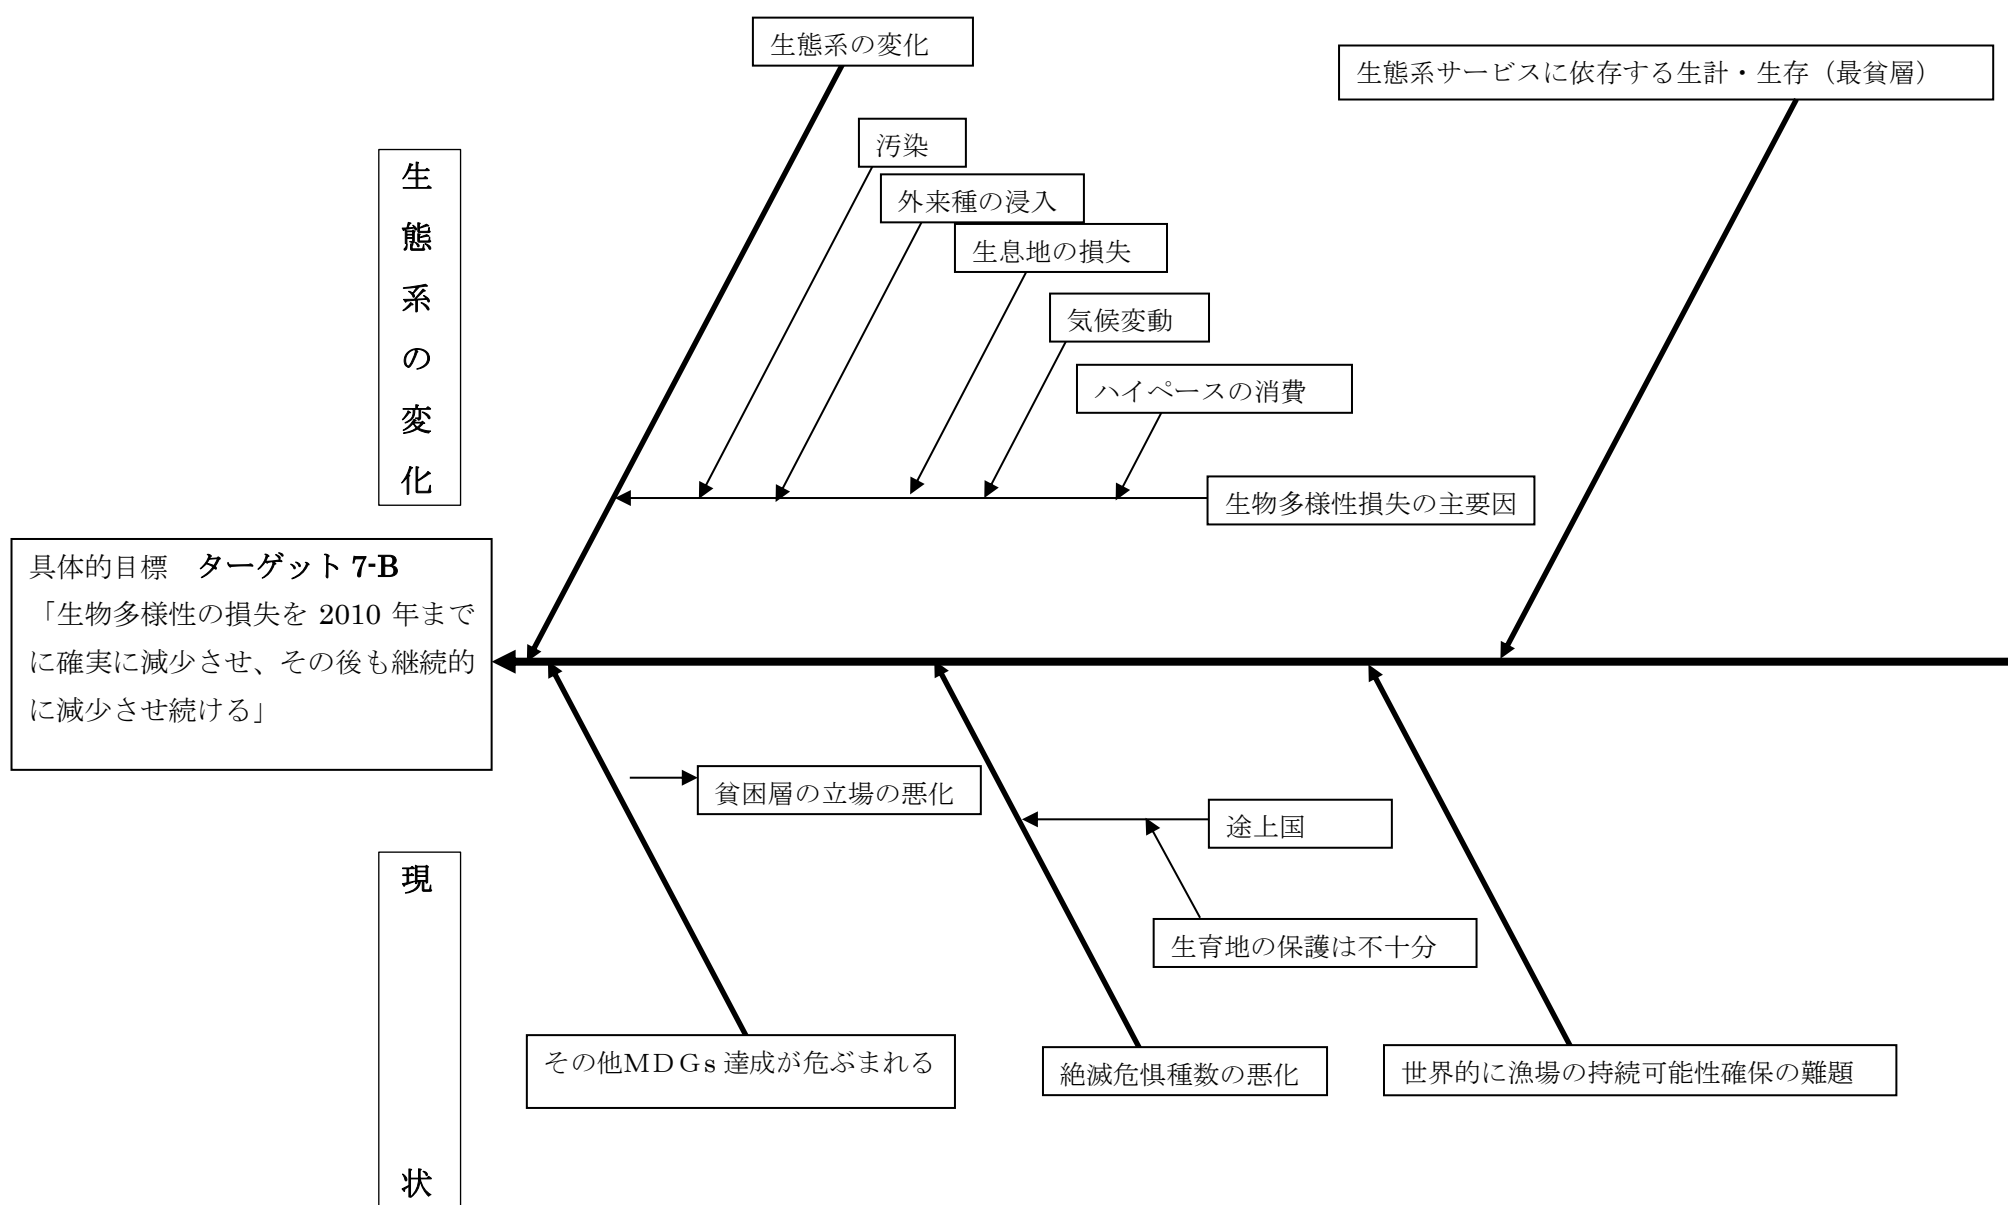 生態系の変化
生態系サービスに依存する生計・生存（最貧層）
汚染
外来種の浸入
生息地の損失
気候変動
ハイペースの消費
生物多様性損失の主要因
生態系の変化
具体的目標　ターゲット 7-B
「生物多様性の損失を 2010 年まで
に確実に減少させ、その後も継続的
に減少させ続ける」
貧困層の立場の悪化
途上国
生育地の保護は不十分
現状
その他ＭＤＧs 達成が危ぶまれる
絶滅危惧種数の悪化
世界的に漁場の持続可能性確保の難題